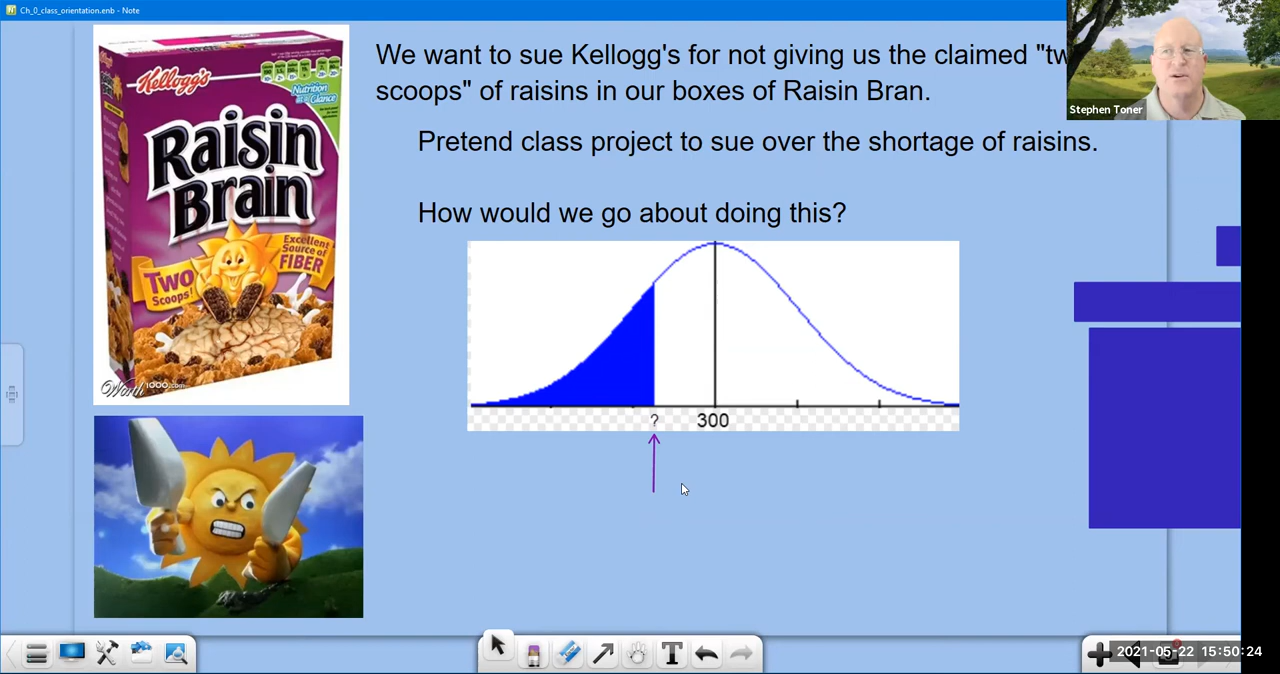 Ch_0_class_orientation.enb - Note
We want to sue Kellogg's for not giving us the claimed "tw
scoops" of raisins in our boxes of Raisin Bran.
Stephen Toner
Pretend class project to sue over the shortage of raisins.
How would we go about doing this?
Kellogg's
Nutrition
at a Glance
Raisin
Brain
Two
Scoops!
Excellent
Source of
FIBER
Worth1000.com
? 300
T
2021-05-22 15:50:24